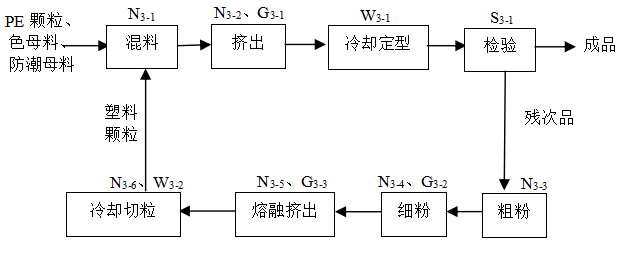 N3-1
N3-2、G3-1
W3-1
S3-1
PE 颗粒、
色母料、
防潮母料
混料
挤出
冷却定型
检验
成品
塑料
颗粒
残次品
N3-6、W3-2
N3-5、G3-3
N3-4、G3-2
N3-3
冷却切粒
熔融挤出
细粉
粗粉